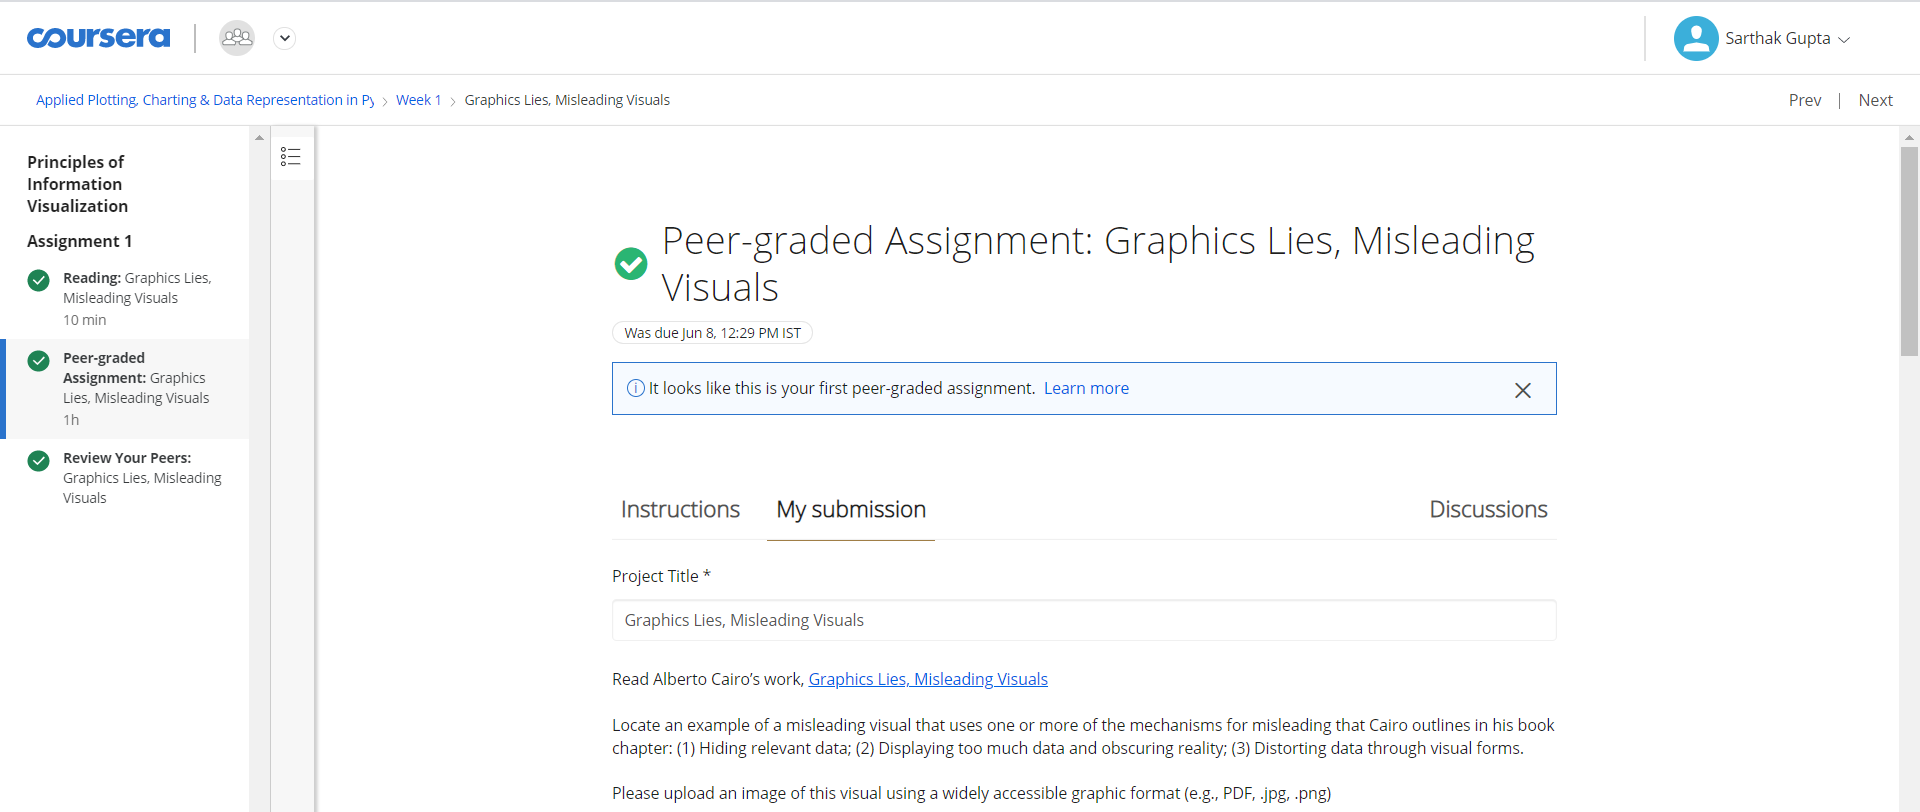 coursera
Sarthak Gupta
Applied Plotting, Charting & Data Representation in Py
Week 1
Graphics Lies, Misleading Visuals
Prev
Next
Principles of
Information
Visualization
Assignment 1
Reading: Graphics Lies,
Misleading Visuals
10 min
Peer-graded
Assignment: Graphics
Lies, Misleading Visuals
1h
Review Your Peers:
Graphics Lies, Misleading
Visuals
Peer-graded Assignment: Graphics Lies, Misleading
Visuals
Was due Jun 8, 12:29 PM IST
It looks like this is your first peer-graded assignment. Learn more
Instructions
My submission
Discussions
Project Title *
Graphics Lies, Misleading Visuals
Read Alberto Cairo’s work, Graphics Lies, Misleading Visuals
Locate an example of a misleading visual that uses one or more of the mechanisms for misleading that Cairo outlines in his book
chapter: (1) Hiding relevant data; (2) Displaying too much data and obscuring reality; (3) Distorting data through visual forms.
Please upload an image of this visual using a widely accessible graphic format (e.g., PDF, .jpg, .png)